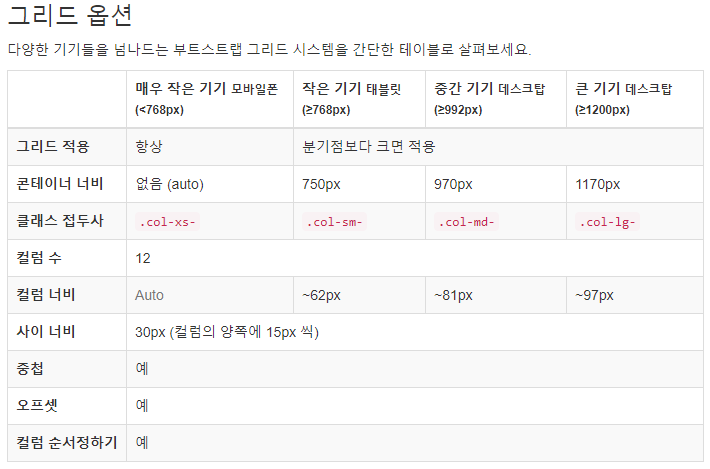 그리드 옵션
다양한 기기들을 넘나드는 부트스트랩 그리드 시스템을 간단한 테이블로 살펴보세요.
매우 작은 기기 모바일폰 (<768px) 작은 기기 태블릿 (≥768px) 중간 기기 데스크탑 (≥992px) 큰 기기 데스크탑 (≥1200px)
그리드 적용 항상 분기점보다 크면 적용
콘테이너 너비 없음 (auto) 750px 970px 1170px
클래스 접두사 .col-xs- .col-sm- .col-md- .col-lg-
컬럼 수 12
컬럼 너비 Auto ~62px ~81px ~97px
사이 너비 30px (컬럼의 양쪽에 15px 씩)
중첩 예
오프셋 예
컬럼 순서정하기 예